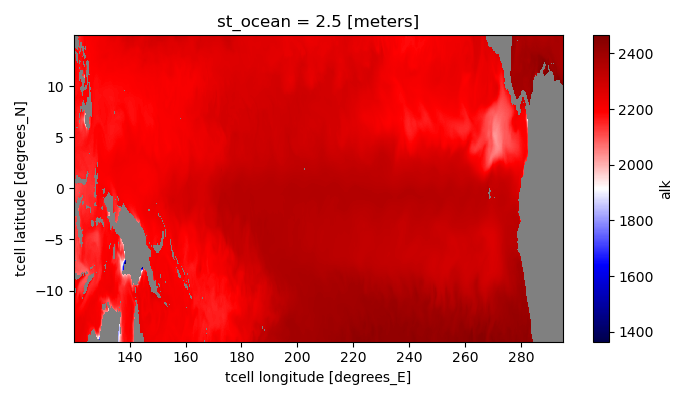 st_ocean = 2.5 [meters]
10
5
0
−5
−10
tcell latitude [degrees_N]
140 160 180 200 220 240 260 280
tcell longitude [degrees_E]
2400
2200
2000
1800
1600
1400
alk